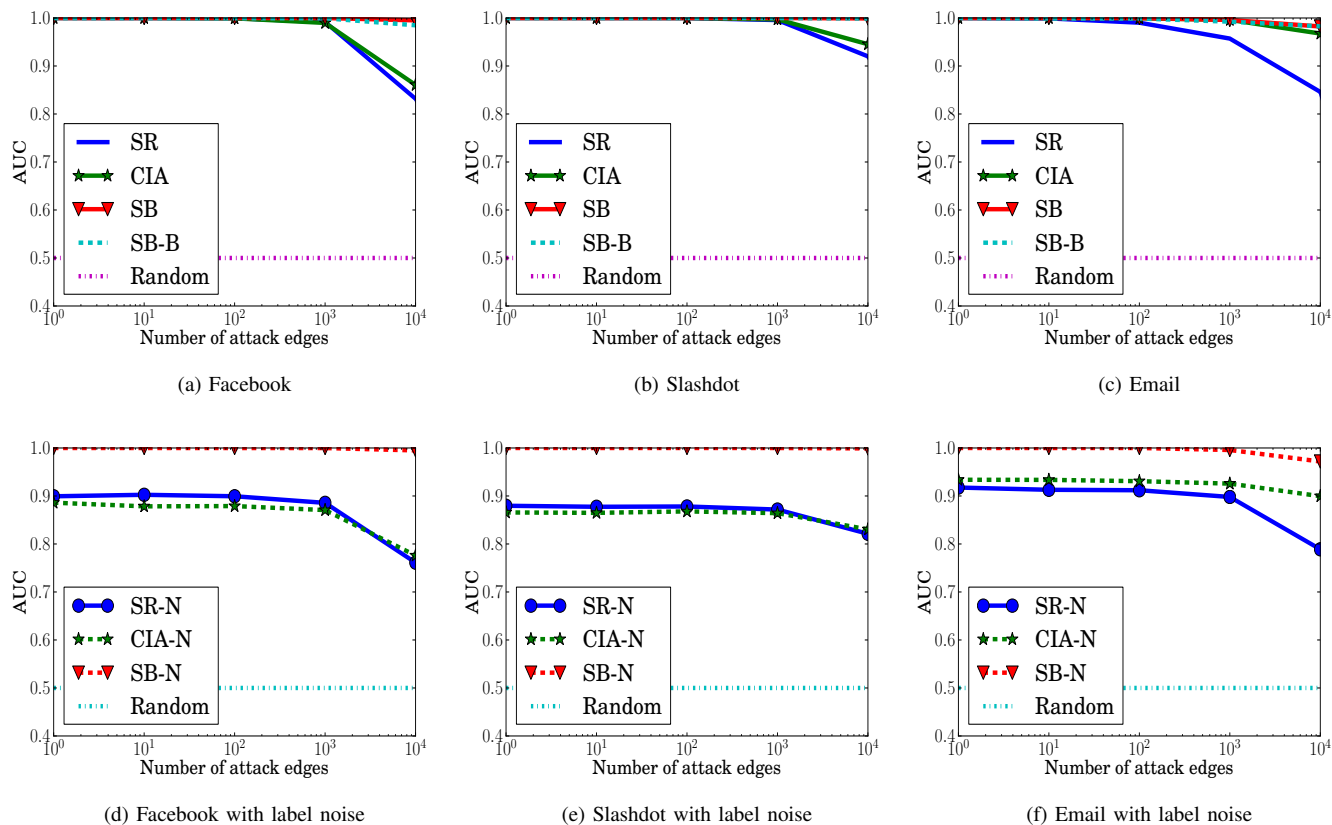 1.0
0.9
0.8
0.7
0.6
0.5
0.4
AUC
SR
CIA
SB
SB-B
Random
10^0 10^1 10^2 10^3 10^4
Number of attack edges
(a) Facebook
1.0
0.9
0.8
0.7
0.6
0.5
0.4
AUC
SR
CIA
SB
SB-B
Random
10^0 10^1 10^2 10^3 10^4
Number of attack edges
(b) Slashdot
1.0
0.9
0.8
0.7
0.6
0.5
0.4
AUC
SR
CIA
SB
SB-B
Random
10^0 10^1 10^2 10^3 10^4
Number of attack edges
(c) Email
1.0
0.9
0.8
0.7
0.6
0.5
0.4
AUC
SR-N
CIA-N
SB-N
Random
10^0 10^1 10^2 10^3 10^4
Number of attack edges
(d) Facebook with label noise
1.0
0.9
0.8
0.7
0.6
0.5
0.4
AUC
SR-N
CIA-N
SB-N
Random
10^0 10^1 10^2 10^3 10^4
Number of attack edges
(e) Slashdot with label noise
1.0
0.9
0.8
0.7
0.6
0.5
0.4
AUC
SR-N
CIA-N
SB-N
Random
10^0 10^1 10^2 10^3 10^4
Number of attack edges
(f) Email with label noise